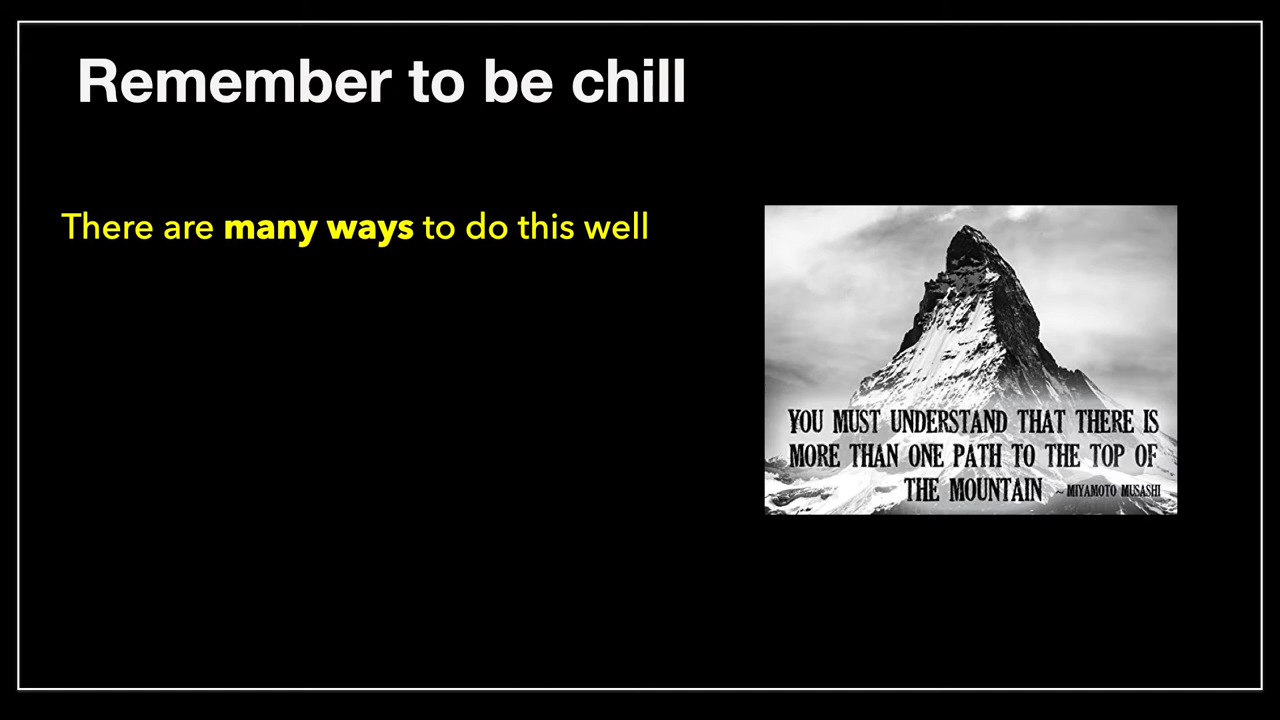 Remember to be chill
There are many ways to do this well
YOU MUST UNDERSTAND THAT THERE IS
MORE THAN ONE PATH TO THE TOP OF
THE MOUNTAIN ~ MIYAMOTO MUSASHI